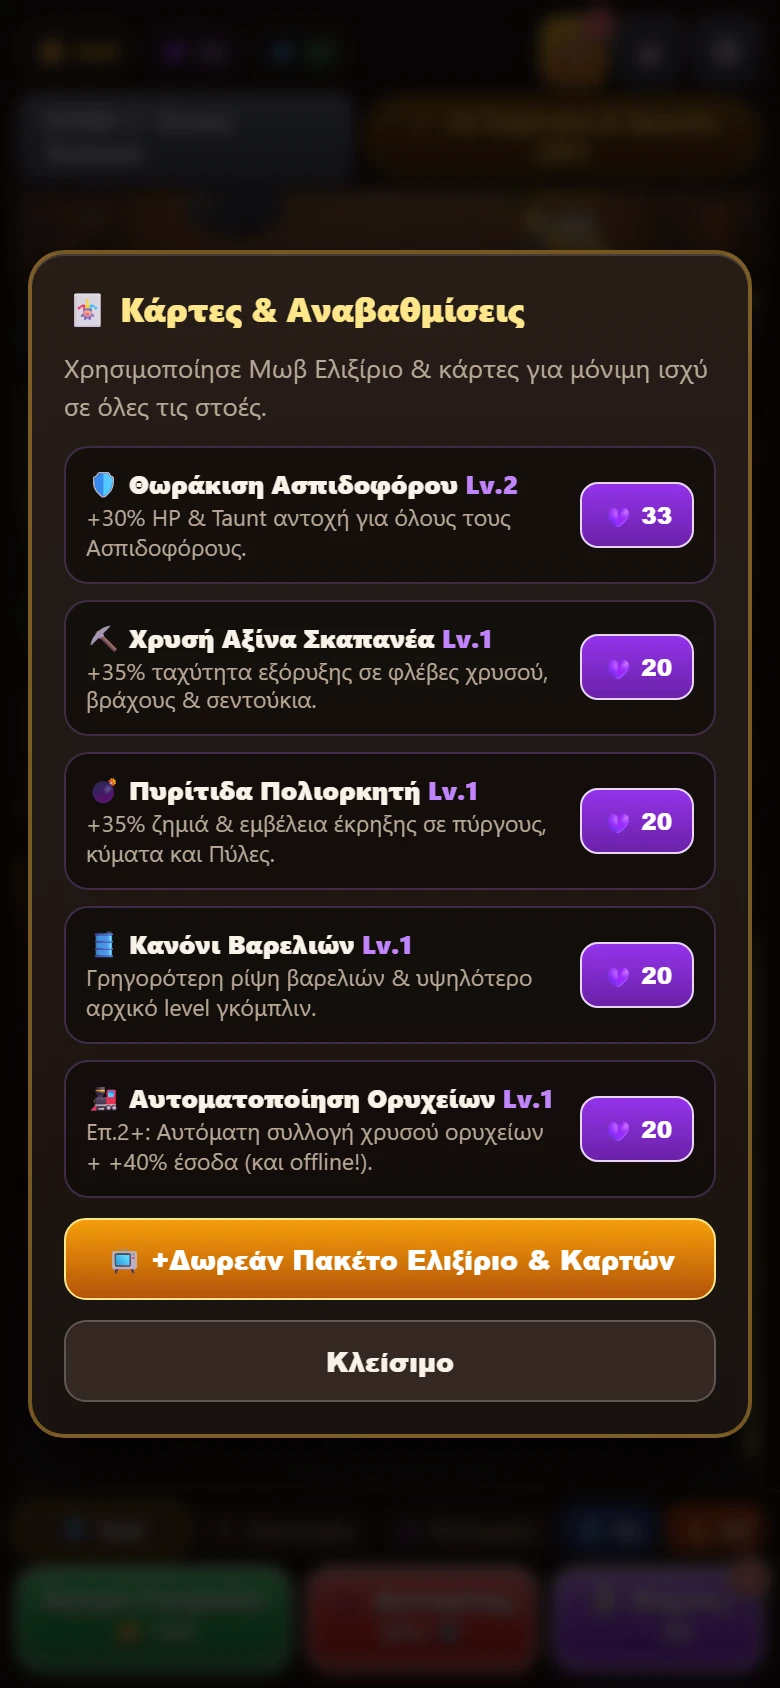 Κάρτες & Αναβαθμίσεις
Χρησιμοποίησε Μωβ Ελιξίριο & κάρτες για μόνιμη ισχύ
σε όλες τις στοές.
Θωράκιση Ασπιδοφόρου Lv.2
+30% HP & Taunt αντοχή για όλους τους
Ασπιδοφόρους.
33
Χρυσή Αξίνα Σκαπανέα Lv.1
+35% ταχύτητα εξόρυξης σε φλέβες χρυσού,
βράχους & σεντούκια.
20
Πυρίτιδα Πολιορκητή Lv.1
+35% ζημιά & εμβέλεια έκρηξης σε πύργους,
κύματα και Πύλες.
20
Κανόνι Βαρελιών Lv.1
Γρηγορότερη ρίψη βαρελιών & υψηλότερο
αρχικό level γκόμπλιν.
20
Αυτοματοποίηση Ορυχείων Lv.1
Επ.2+: Αυτόματη συλλογή χρυσού ορυχείων
+ +40% έσοδα (και offline!).
20
+Δωρεάν Πακέτο Ελιξίριο & Καρτών
Κλείσιμο